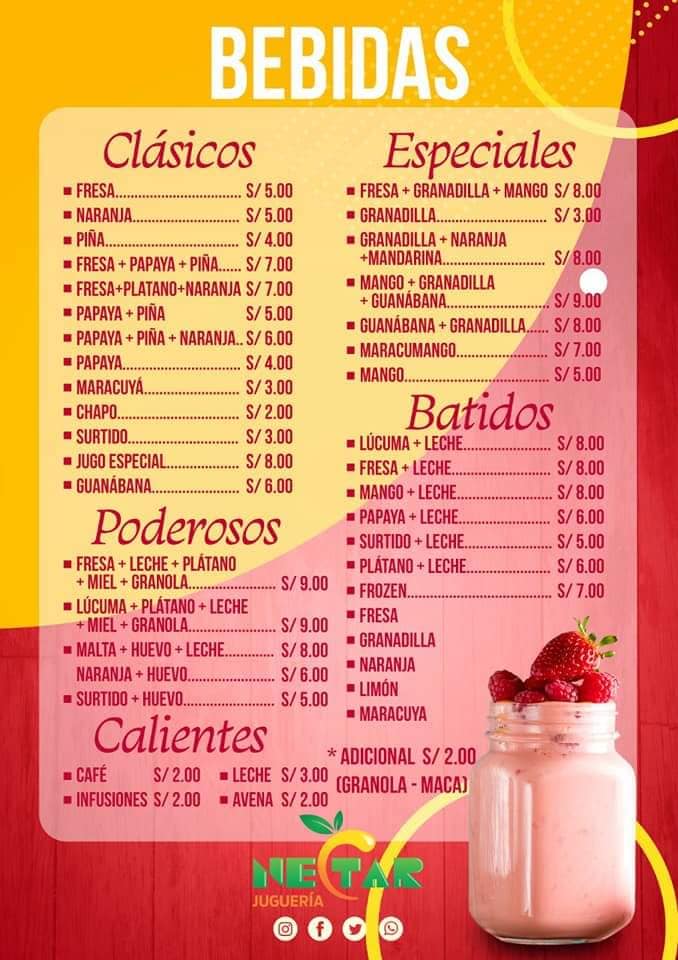 BEBIDAS
Clásicos
FRESA................................ S/ 5.00
NARANJA........................... S/ 5.00
PIÑA.................................. S/ 4.00
FRESA + PAPAYA + PIÑA...... S/ 7.00
FRESA+PLATANO+NARANJA S/ 7.00
PAPAYA + PIÑA S/ 5.00
PAPAYA + PIÑA + NARANJA.. S/ 6.00
PAPAYA.............................. S/ 4.00
MARACUYÁ........................ S/ 3.00
CHAPO............................... S/ 2.00
SURTIDO............................ S/ 3.00
JUGO ESPECIAL.................. S/ 8.00
GUANÁBANA...................... S/ 6.00
Poderosos
FRESA + LECHE + PLÁTANO
+ MIEL + GRANOLA...................... S/ 9.00
LÚCUMA + PLÁTANO + LECHE
+ MIEL + GRANOLA...................... S/ 9.00
MALTA + HUEVO + LECHE............ S/ 8.00
NARANJA + HUEVO...................... S/ 6.00
SURTIDO + HUEVO...................... S/ 5.00
Calientes
CAFÉ S/ 2.00 LECHE S/ 3.00
INFUSIONES S/ 2.00 AVENA S/ 2.00
Especiales
FRESA + GRANADILLA + MANGO S/ 8.00
GRANADILLA............................ S/ 3.00
GRANADILLA + NARANJA
+MANDARINA.......................... S/ 8.00
MANGO + GRANADILLA
+ GUANÁBANA.......................... S/ 9.00
GUANÁBANA + GRANADILLA...... S/ 8.00
MARACUMANGO....................... S/ 7.00
MANGO..................................... S/ 5.00
Batidos
LÚCUMA + LECHE....................... S/ 8.00
FRESA + LECHE.......................... S/ 8.00
MANGO + LECHE........................ S/ 8.00
PAPAYA + LECHE....................... S/ 6.00
SURTIDO + LECHE...................... S/ 5.00
PLÁTANO + LECHE..................... S/ 6.00
FROZEN.................................... S/ 7.00
FRESA
GRANADILLA
NARANJA
LIMÓN
MARACUYA
* ADICIONAL S/ 2.00
(GRANOLA - MACA)
NECTAR
JUGUERÍA